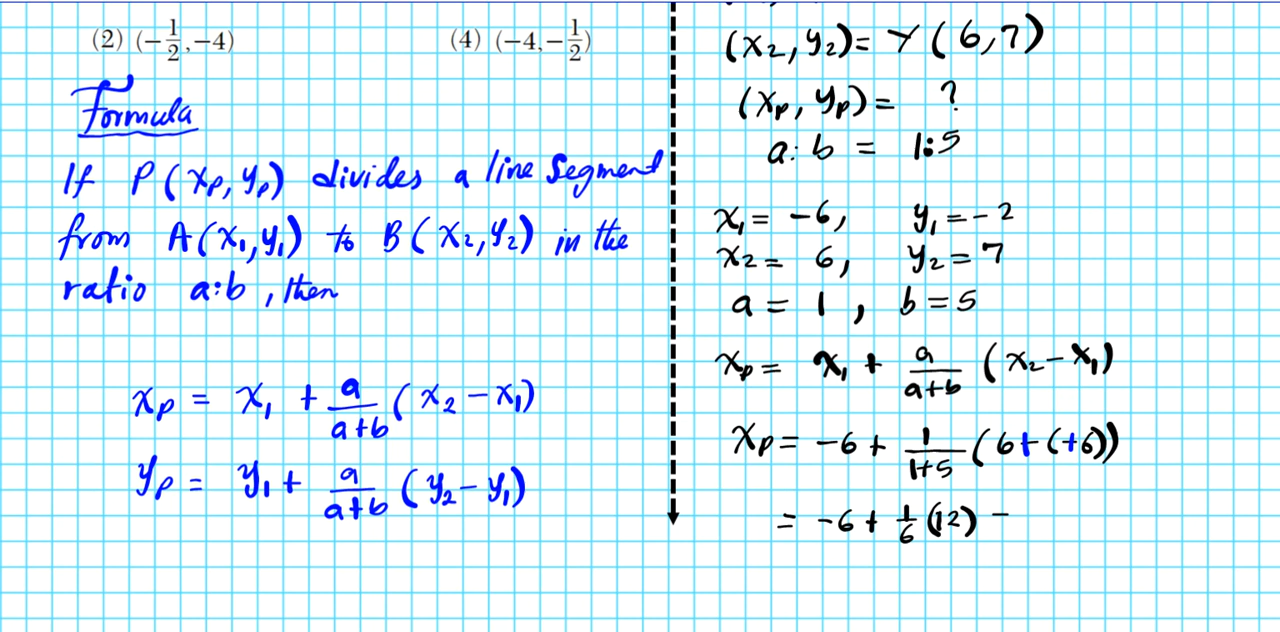 (2) (-1/2, -4) (4) (-4, -1/2)
Formula
If P(xₚ, yₚ) divides a line segment
from A(x₁, y₁) to B(x₂, y₂) in the
ratio a:b, then
xₚ = x₁ + a/(a+b) (x₂ - x₁)
yₚ = y₁ + a/(a+b) (y₂ - y₁)
(x₂, y₂) = Y(6, 7)
(xₚ, yₚ) = ?
a:b = 1:5
x₁ = -6, y₁ = -2
x₂ = 6, y₂ = 7
a = 1, b = 5
xₚ = x₁ + a/(a+b) (x₂ - x₁)
xₚ = -6 + 1/(1+5) (6+(+6))
= -6 + 1/6 (12) -